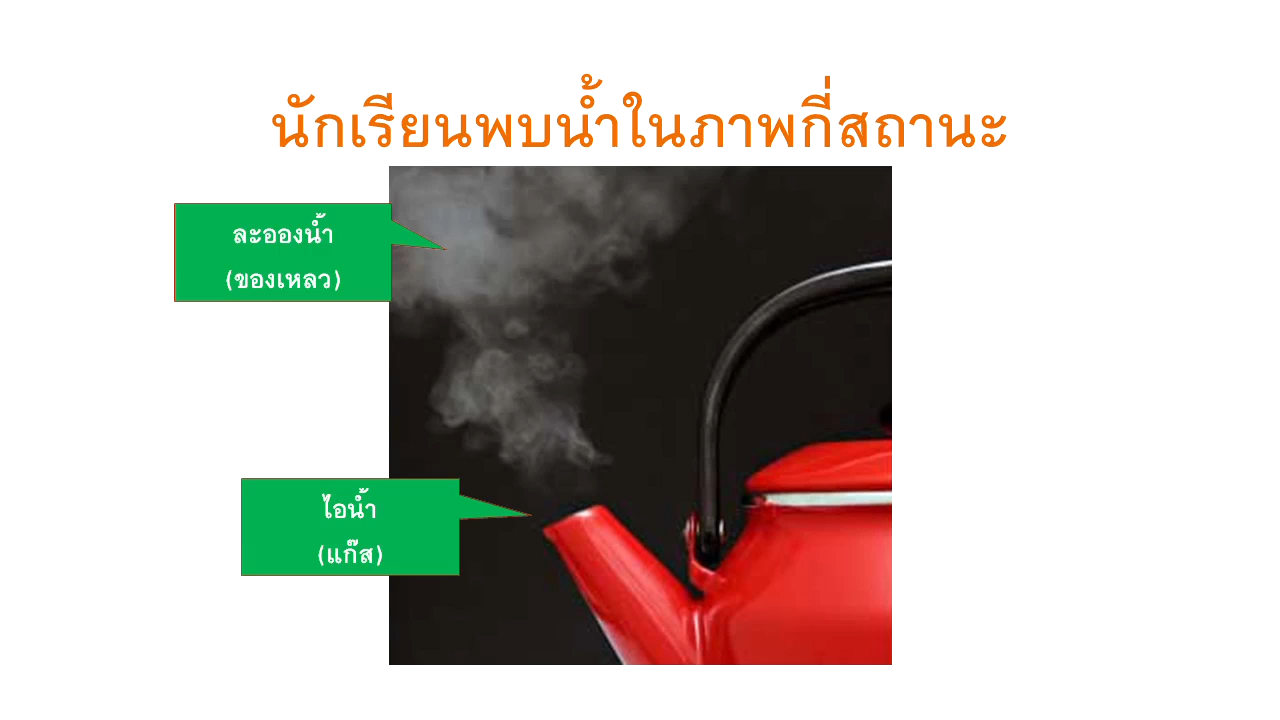 นักเรียนพบน้ำในภาพกี่สถานะ
ละอองน้ำ
(ของเหลว)
ไอน้ำ
(แก๊ส)